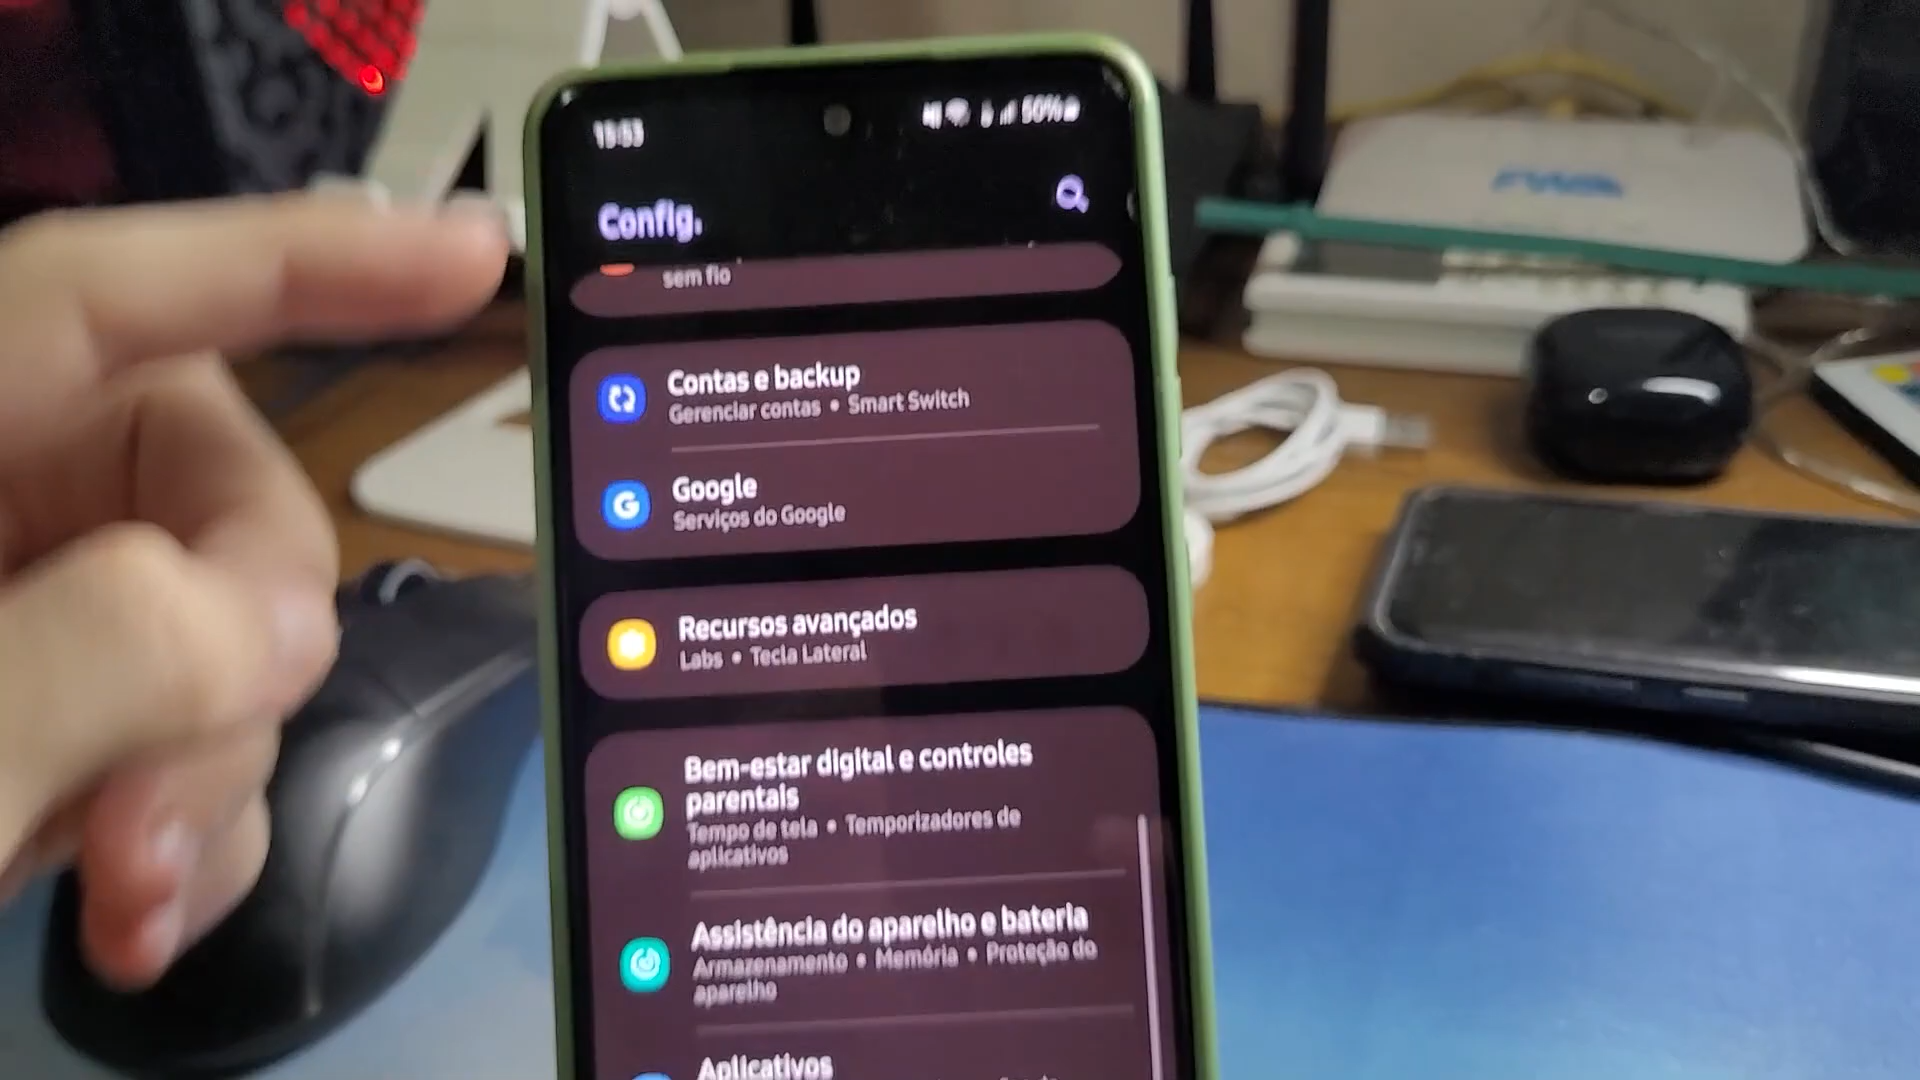 Config.
50%
sem fio
Contas e backup
Gerenciar contas • Smart Switch
Google
Serviços do Google
Recursos avançados
Labs • Tecla Lateral
Bem-estar digital e controles
parentais
Tempo de tela • Temporizadores de
aplicativos
Assistência do aparelho e bateria
Armazenamento • Memória • Proteção do
aparelho
Aplicativos